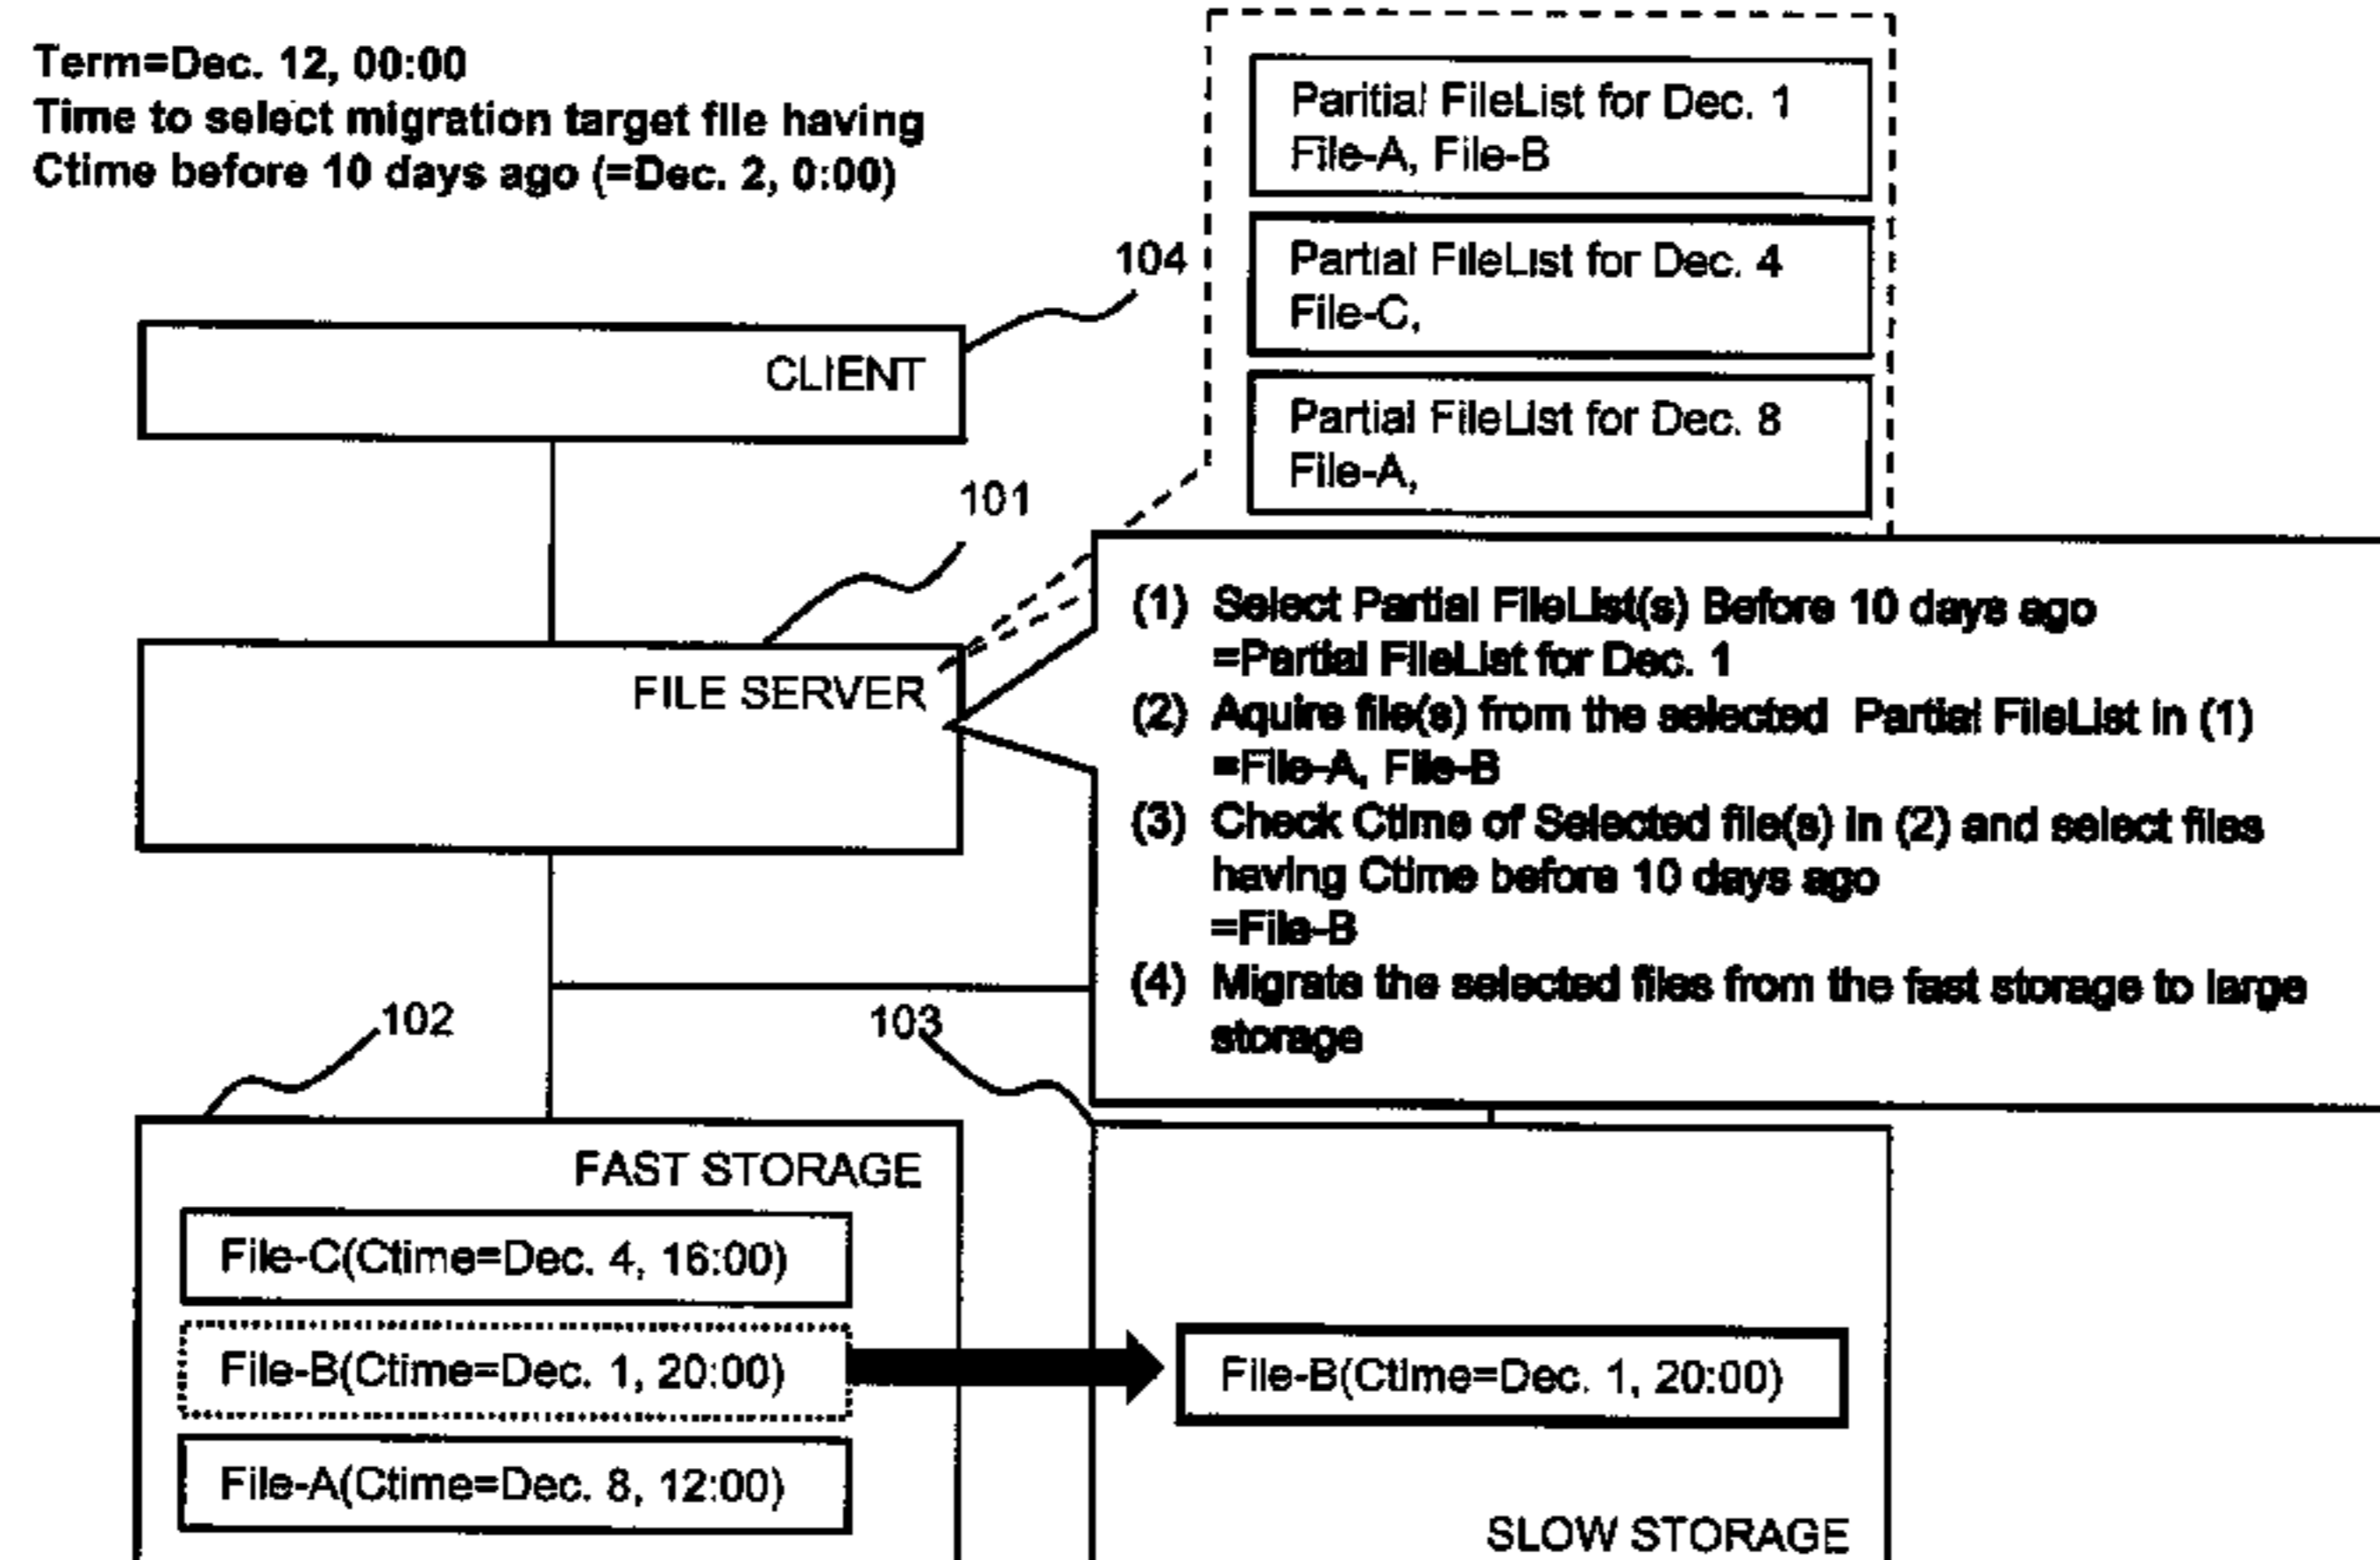 Term=Dec. 12, 00:00
Time to select migration target file having
Ctime before 10 days ago (=Dec. 2, 0:00)
Paritial FileList for Dec. 1
File-A, File-B
Partial FileList for Dec. 4
File-C,
Partial FileList for Dec. 8
File-A,
104
CLIENT
101
FILE SERVER
(1) Select Partial FileList(s) Before 10 days ago
=Partial FileList for Dec. 1
(2) Aquire file(s) from the selected Partial FileList in (1)
=File-A, File-B
(3) Check Ctime of Selected file(s) in (2) and select files
having Ctime before 10 days ago
=File-B
(4) Migrate the selected files from the fast storage to large
storage
102
103
FAST STORAGE
File-C(Ctime=Dec. 4, 16:00)
File-B(Ctime=Dec. 1, 20:00)
File-A(Ctime=Dec. 8, 12:00)
File-B(Ctime=Dec. 1, 20:00)
SLOW STORAGE